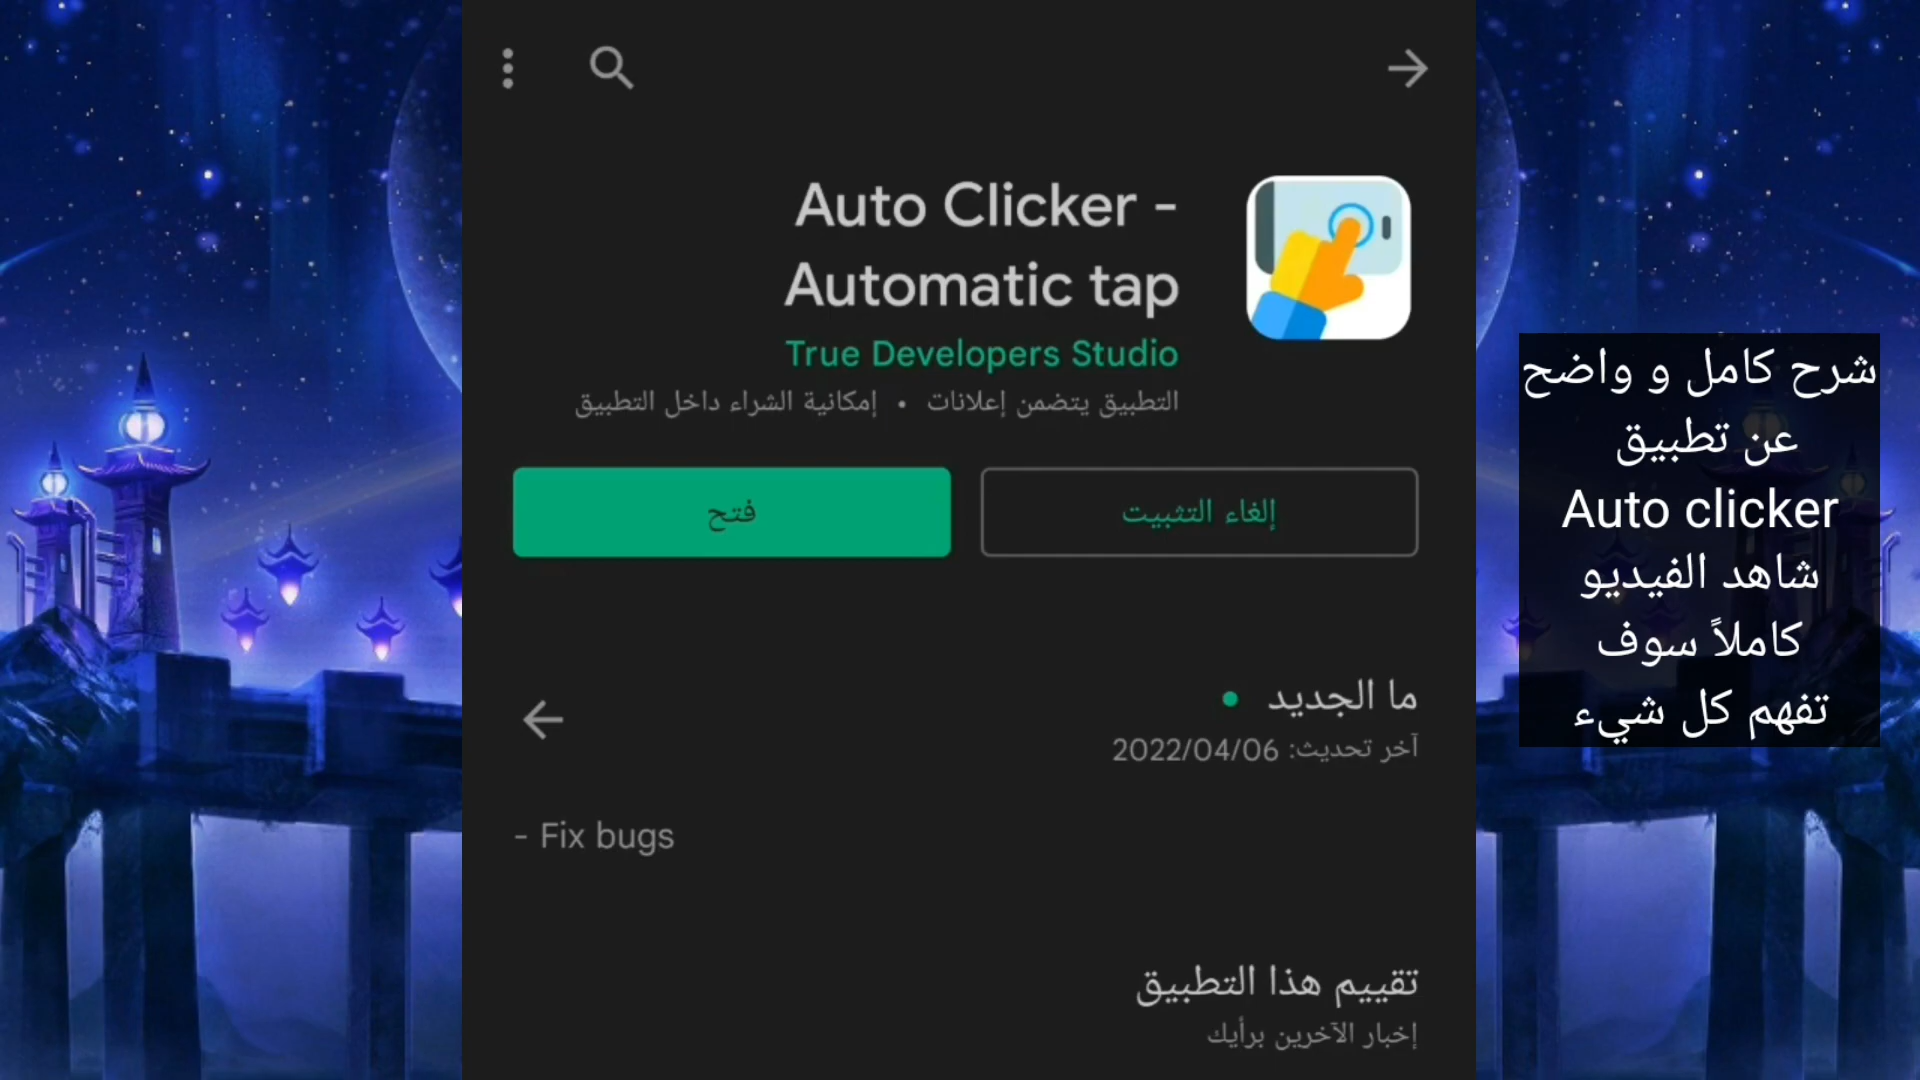 Auto Clicker -
Automatic tap
True Developers Studio
التطبيق يتضمن إعلانات • إمكانية الشراء داخل التطبيق
إلغاء التثبيت
فتح
ما الجديد •
آخر تحديث: 2022/04/06
- Fix bugs
تقييم هذا التطبيق
إخبار الآخرين برأيك
شرح كامل و واضح
عن تطبيق
Auto clicker
شاهد الفيديو
كاملاً سوف
تفهم كل شيء